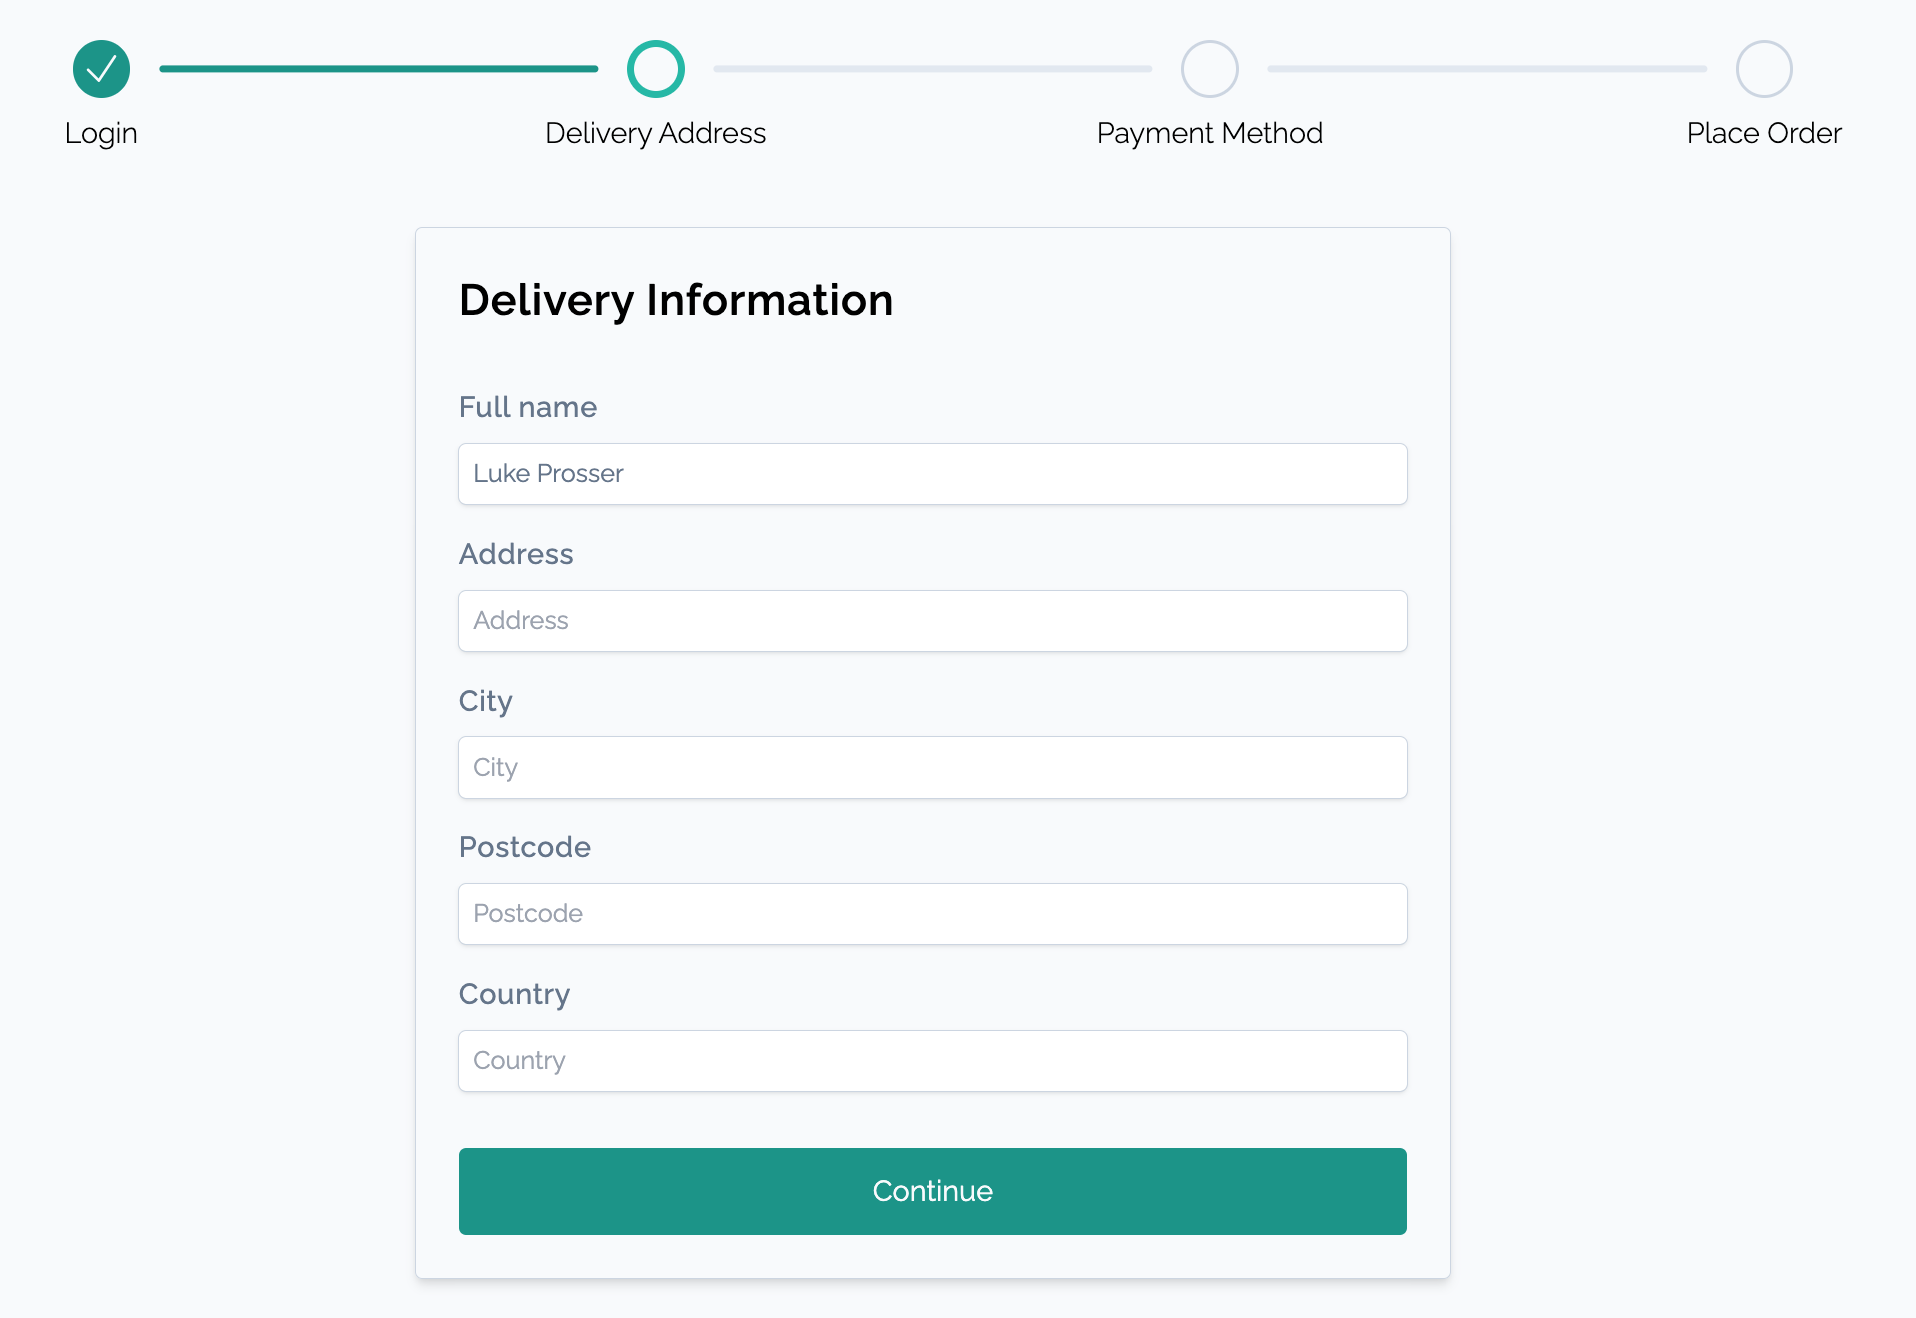 Login
Delivery Address
Payment Method
Place Order
Delivery Information
Full name
Luke Prosser
Address
Address
City
City
Postcode
Postcode
Country
Country
Continue